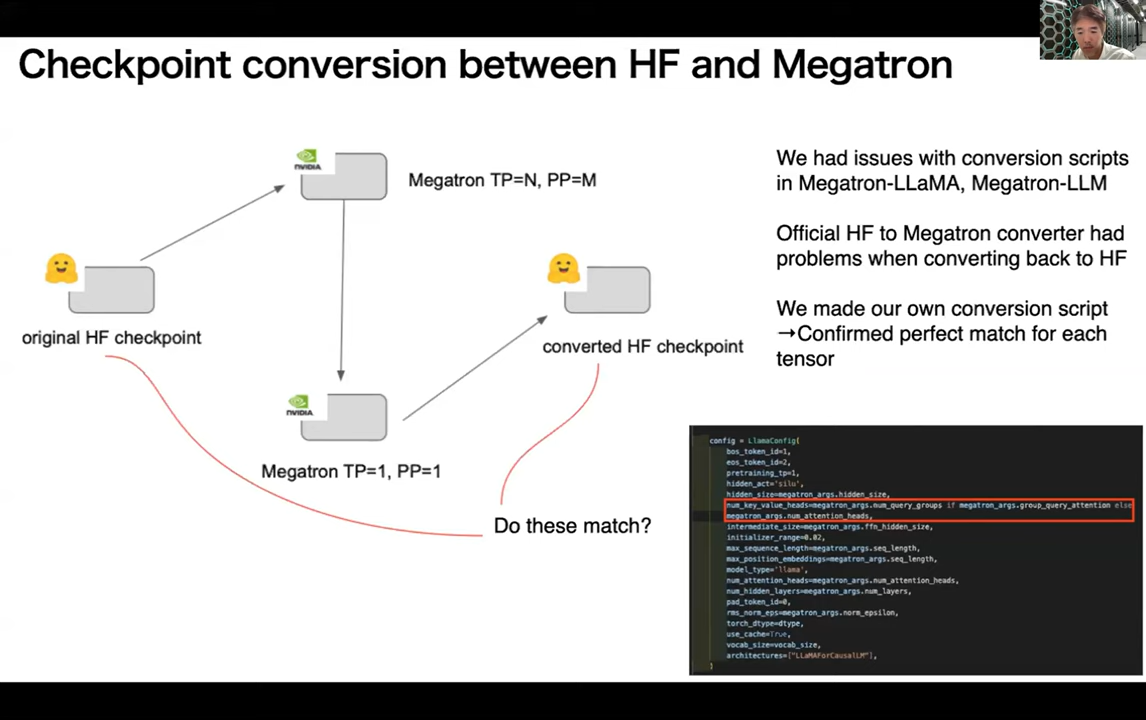 Checkpoint conversion between HF and Megatron
NVIDIA
Megatron TP=N, PP=M
original HF checkpoint
converted HF checkpoint
NVIDIA
Megatron TP=1, PP=1
Do these match?
We had issues with conversion scripts
in Megatron-LLaMA, Megatron-LLM
Official HF to Megatron converter had
problems when converting back to HF
We made our own conversion script
→Confirmed perfect match for each
tensor
config = LlamaConfig(
bos_token_id=1,
eos_token_id=2,
pretraining_tp=1,
hidden_act='silu',
hidden_size=megatron_args.hidden_size,
num_key_value_heads=megatron_args.num_query_groups if megatron_args.group_query_attention else
megatron_args.num_attention_heads,
intermediate_size=megatron_args.ffn_hidden_size,
initializer_range=0.02,
max_sequence_length=megatron_args.seq_length,
max_position_embeddings=megatron_args.seq_length,
model_type='llama',
num_attention_heads=megatron_args.num_attention_heads,
num_hidden_layers=megatron_args.num_layers,
pad_token_id=0,
rms_norm_eps=megatron_args.norm_epsilon,
torch_dtype=dtype,
use_cache=True,
vocab_size=vocab_size,
architectures=["LLaMAForCausalLM"],
)